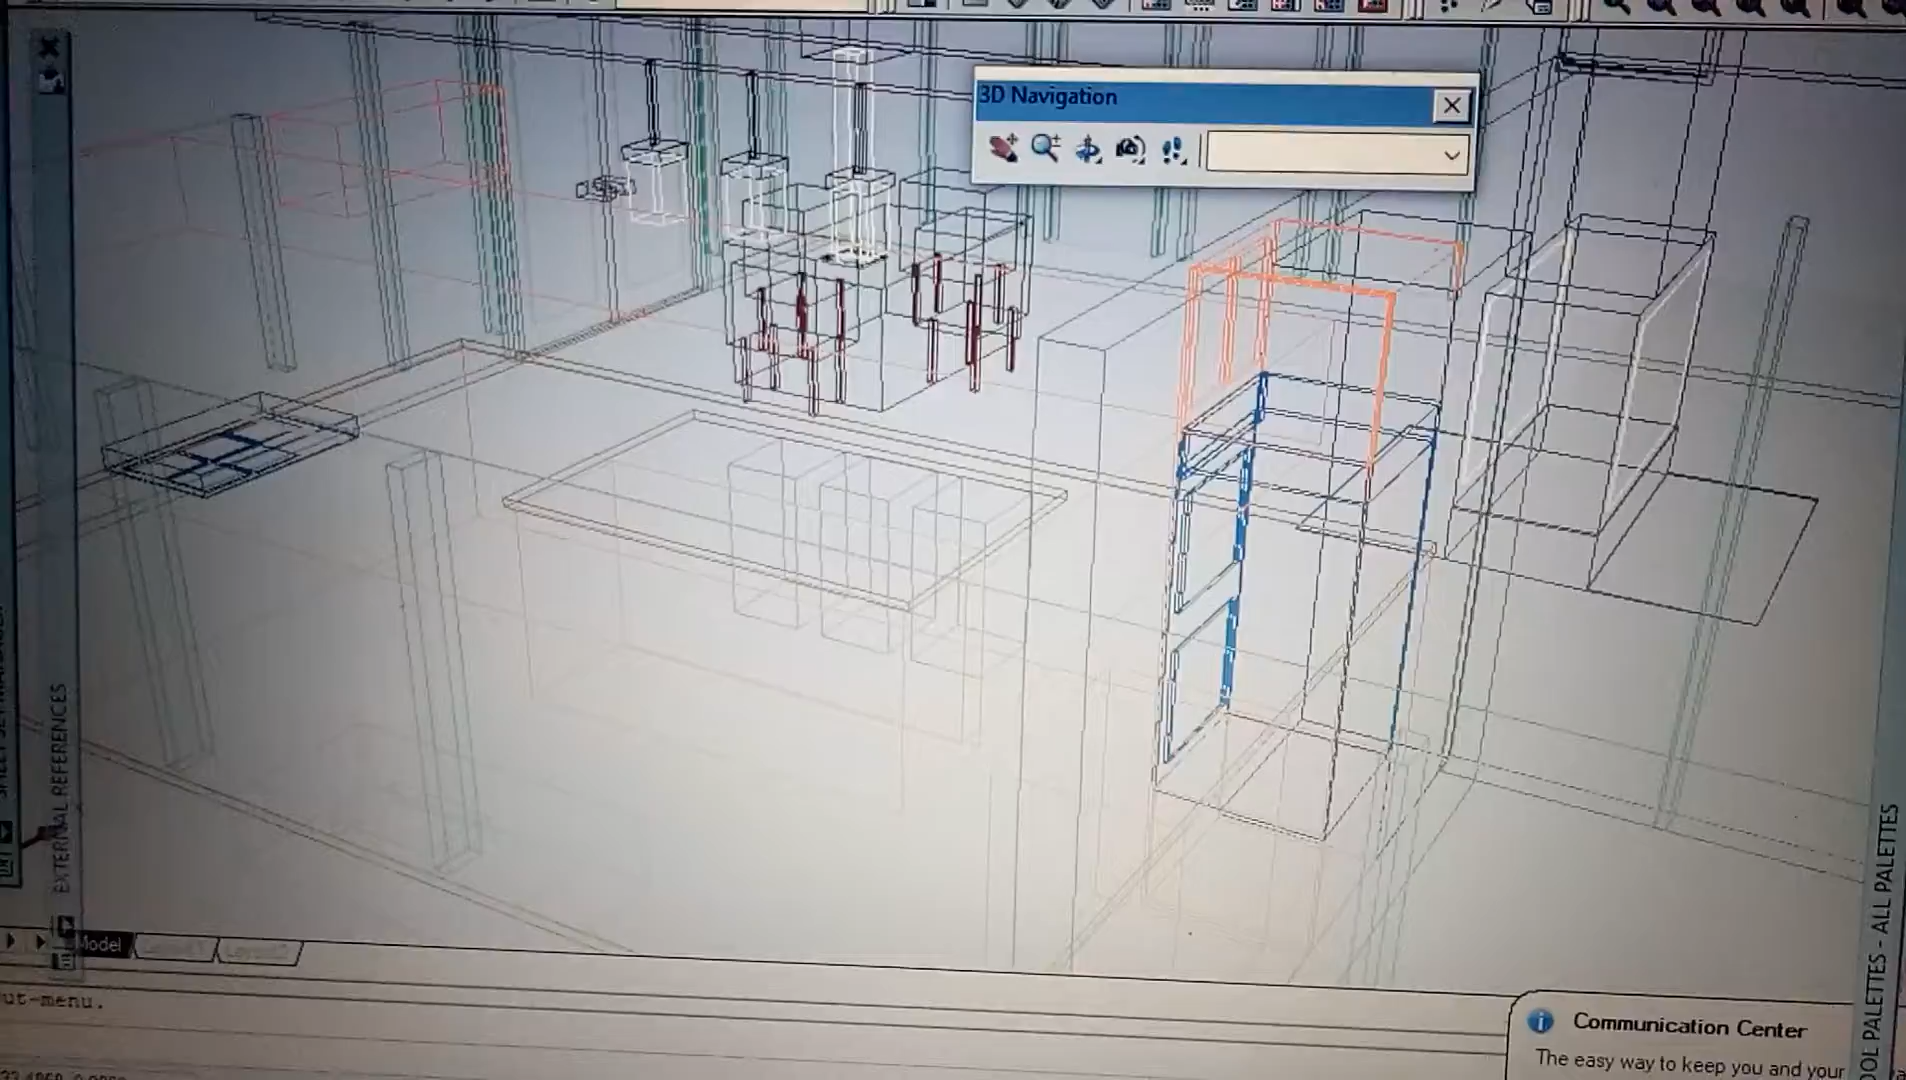 3D Navigation
EXTERNAL REFERENCES
Model
ut-menu.
Communication Center
The easy way to keep you and your
OOL PALETTES - ALL PALETTES